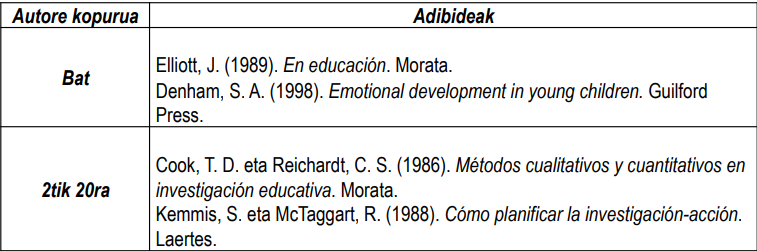 Autore kopurua Adibideak
Bat
Elliott, J. (1989). En educación. Morata.
Denham, S. A. (1998). Emotional development in young children. Guilford
Press.
2tik 20ra
Cook, T. D. eta Reichardt, C. S. (1986). Métodos cualitativos y cuantitativos en
investigación educativa. Morata.
Kemmis, S. eta McTaggart, R. (1988). Cómo planificar la investigación-acción.
Laertes.